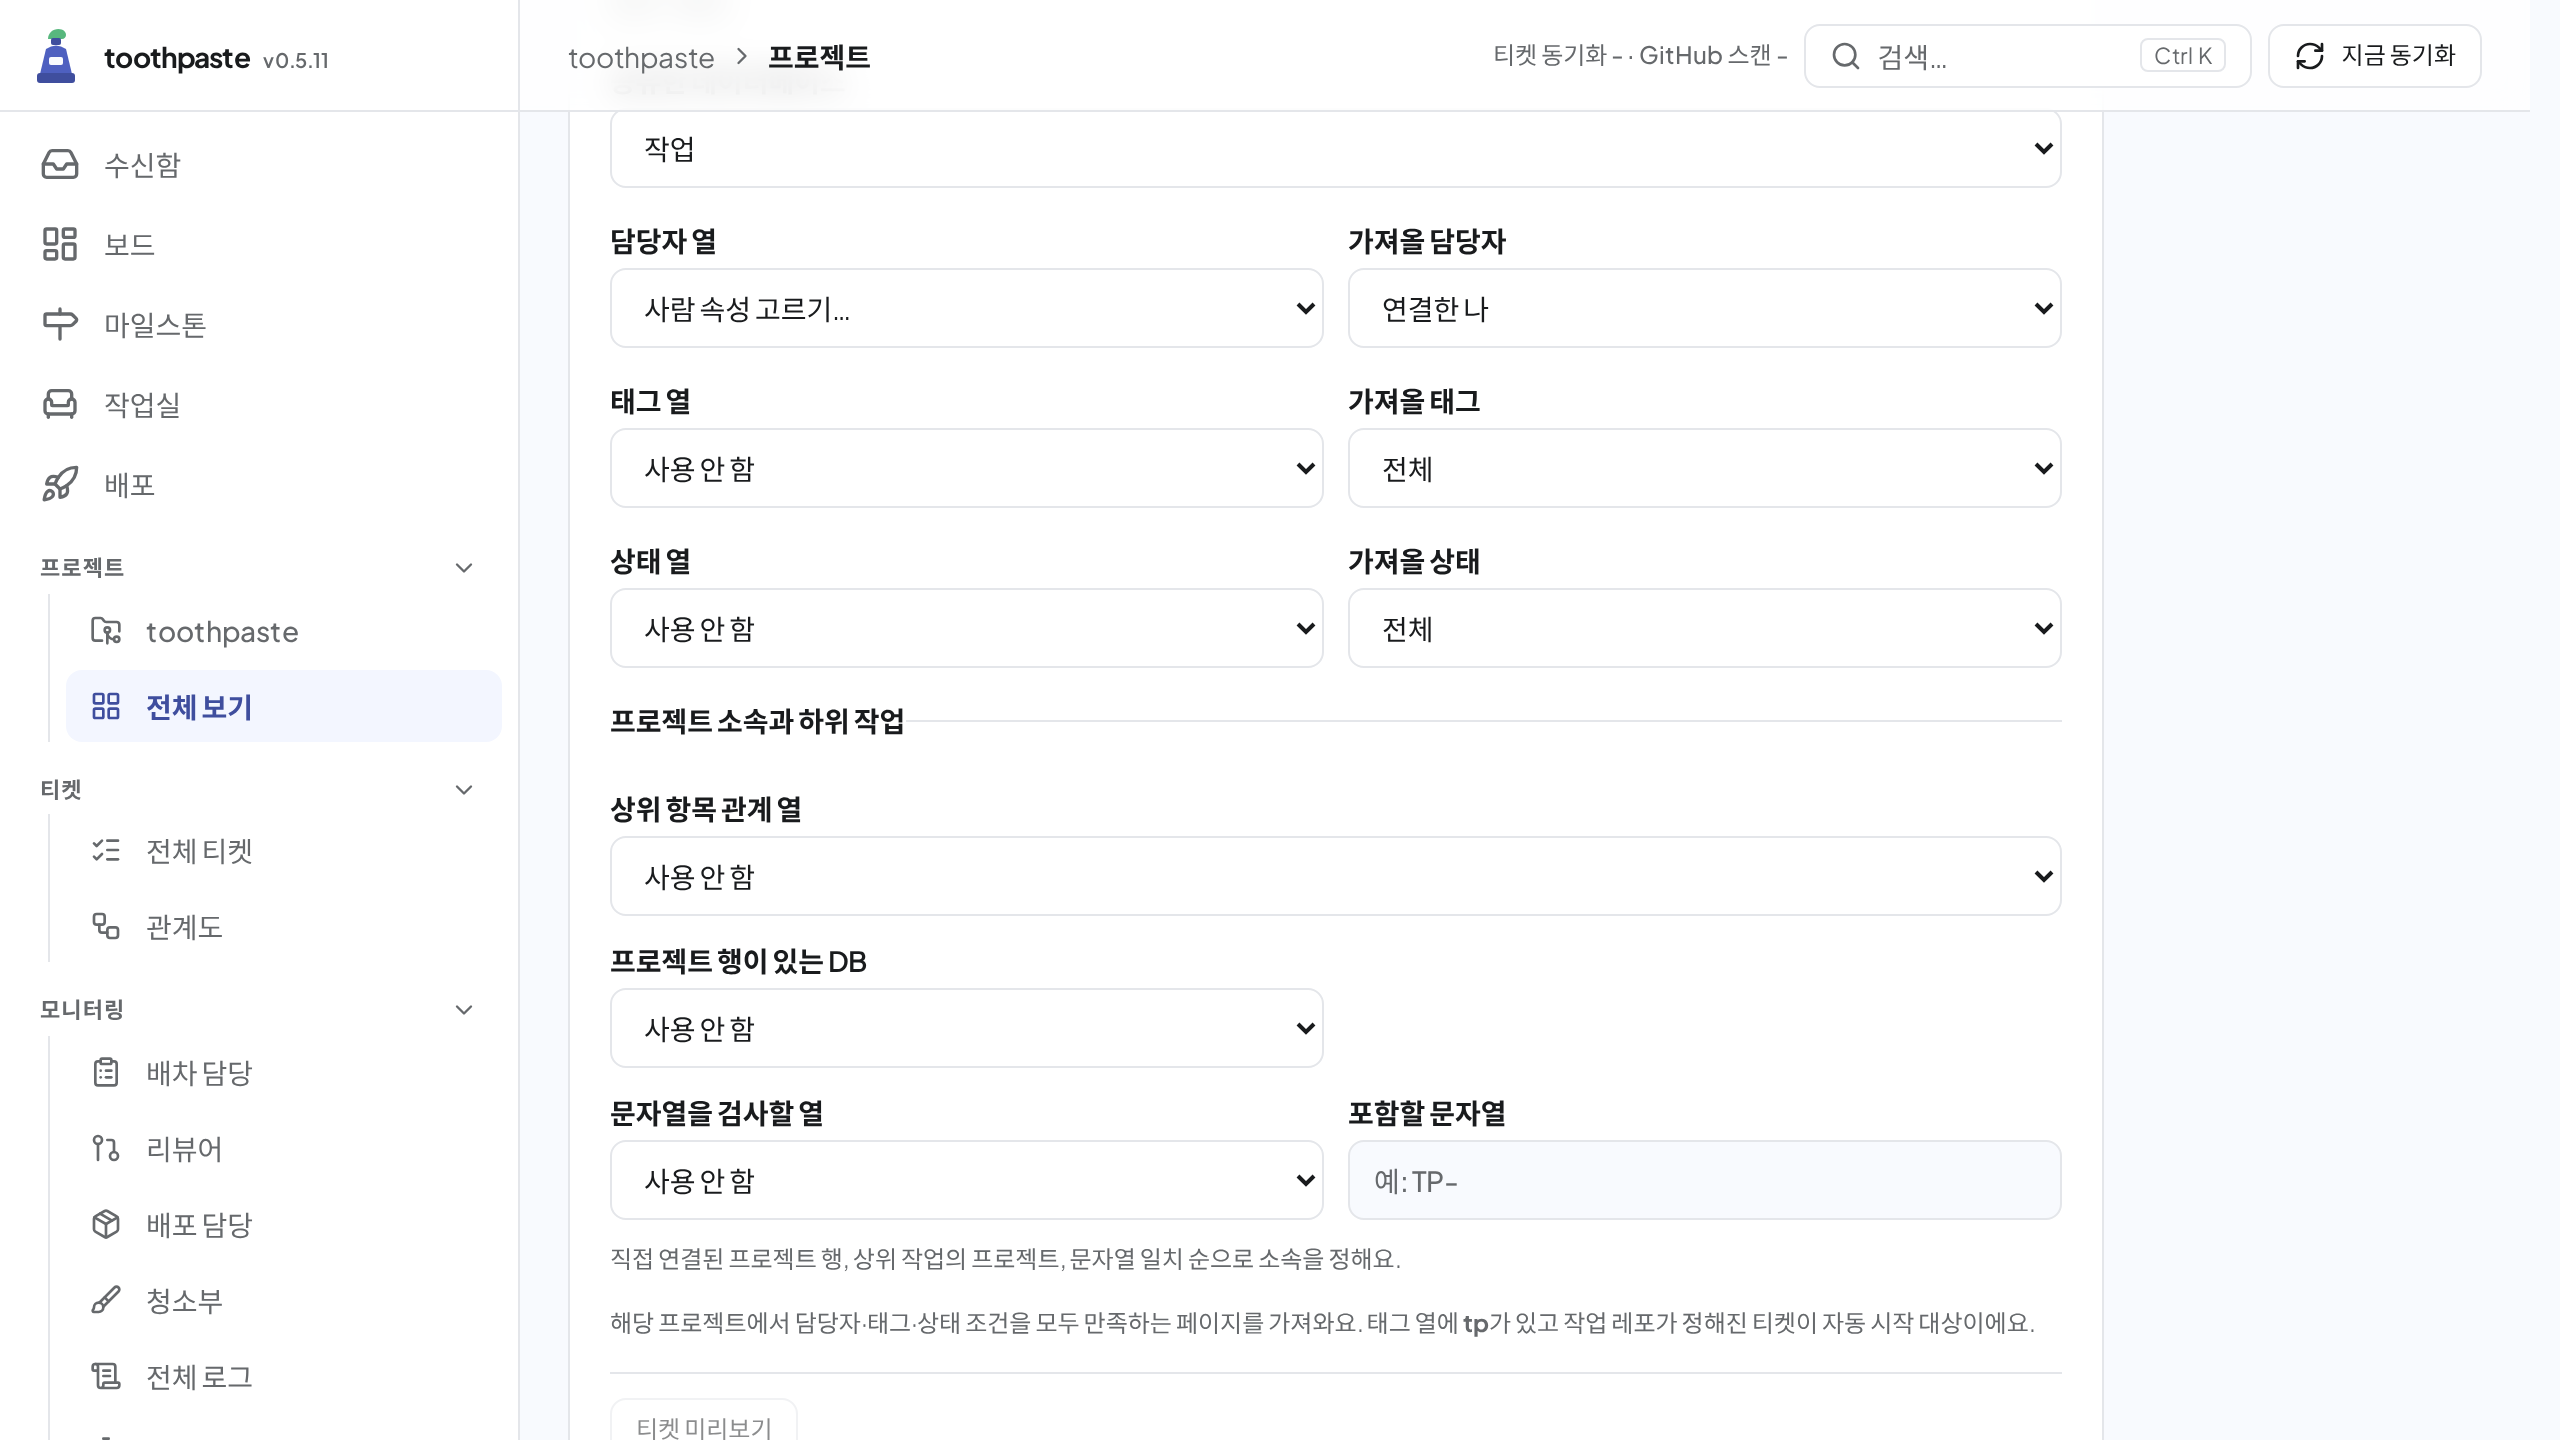 toothpaste v0.5.11
toothpaste > 프로젝트
티켓 동기화 - · GitHub 스캔 -
검색...
Ctrl K
지금 동기화
수신함
보드
마일스톤
작업실
배포
프로젝트
toothpaste
전체 보기
티켓
전체 티켓
관계도
모니터링
배차 담당
리뷰어
배포 담당
청소부
전체 로그
작업
담당자 열
가져올 담당자
사람 속성 고르기...
연결한 나
태그 열
가져올 태그
사용 안 함
전체
상태 열
가져올 상태
사용 안 함
전체
프로젝트 소속과 하위 작업
상위 항목 관계 열
사용 안 함
프로젝트 행이 있는 DB
사용 안 함
문자열을 검사할 열
포함할 문자열
사용 안 함
예: TP-
직접 연결된 프로젝트 행, 상위 작업의 프로젝트, 문자열 일치 순으로 소속을 정해요.
해당 프로젝트에서 담당자·태그·상태 조건을 모두 만족하는 페이지를 가져와요. 태그 열에 tp가 있고 작업 레포가 정해진 티켓이 자동 시작 대상이에요.
티켓 미리보기